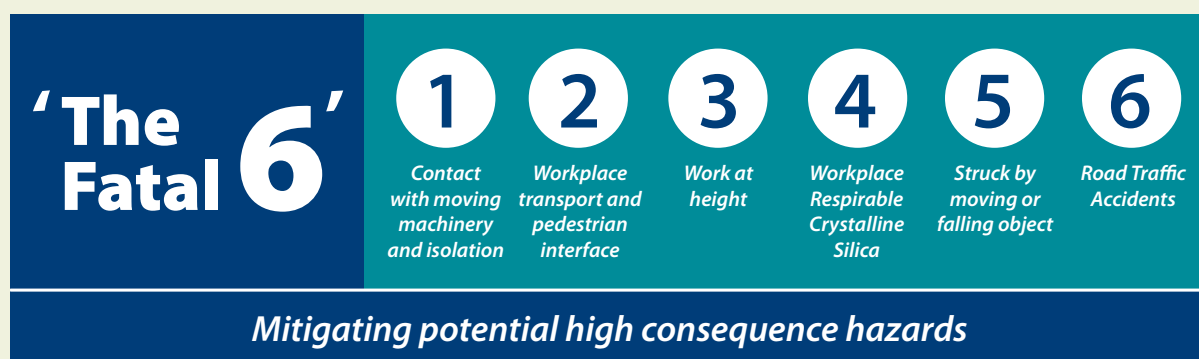 ‘The
Fatal 6’
1
Contact
with moving
machinery
and isolation
2
Workplace
transport and
pedestrian
interface
3
Work at
height
4
Workplace
Respirable
Crystalline
Silica
5
Struck by
moving or
falling object
6
Road Traffic
Accidents
Mitigating potential high consequence hazards